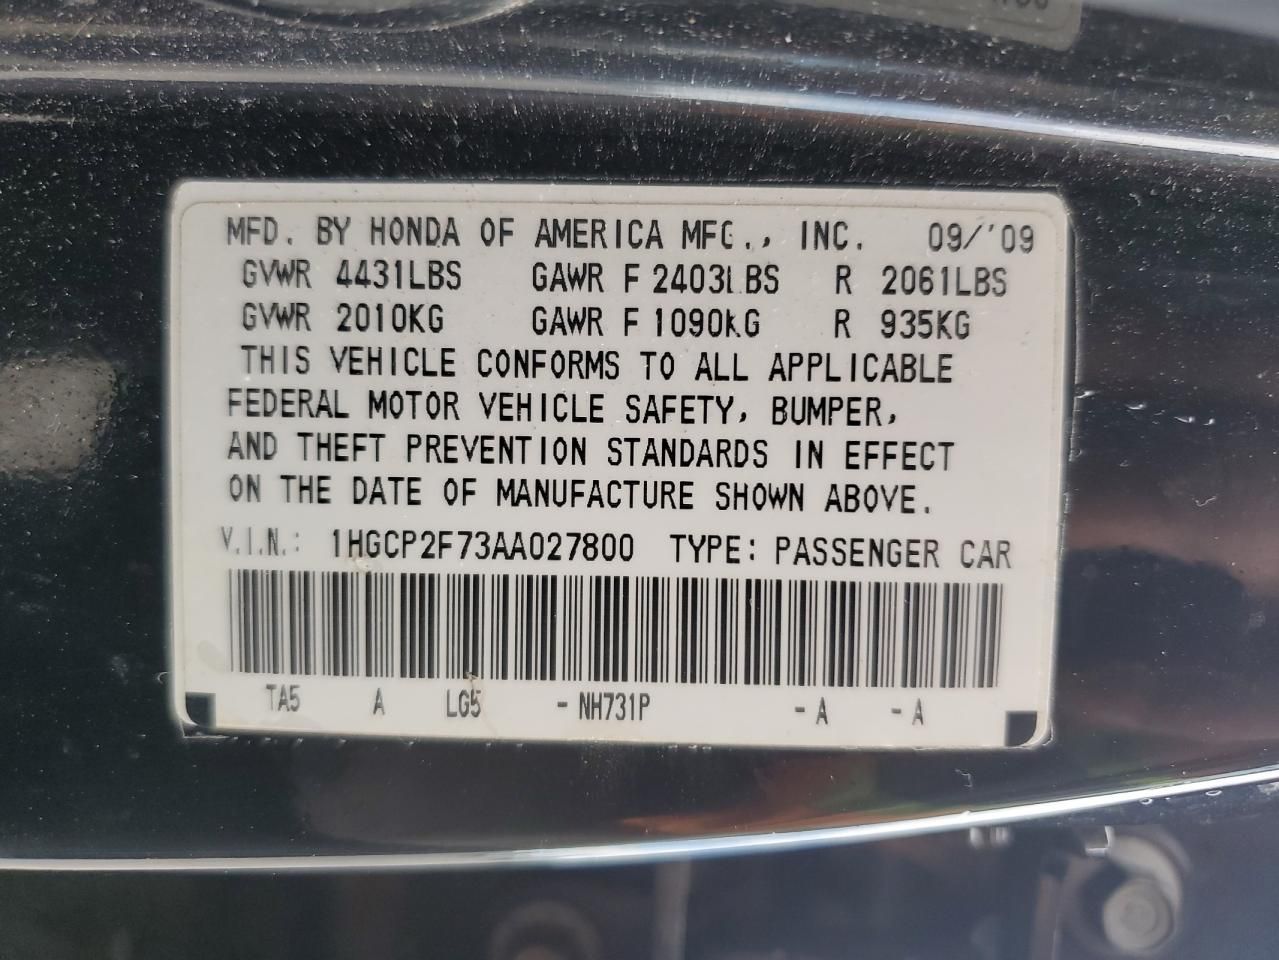 MFD. BY HONDA OF AMERICA MFG., INC. 09/'09
GVWR 4431LBS GAWR F 2403LBS R 2061LBS
GVWR 2010KG GAWR F 1090KG R 935KG
THIS VEHICLE CONFORMS TO ALL APPLICABLE
FEDERAL MOTOR VEHICLE SAFETY, BUMPER,
AND THEFT PREVENTION STANDARDS IN EFFECT
ON THE DATE OF MANUFACTURE SHOWN ABOVE.
V.I.N.: 1HGCP2F73AA027800 TYPE: PASSENGER CAR
TA5 A LG5 - NH731P - A - A